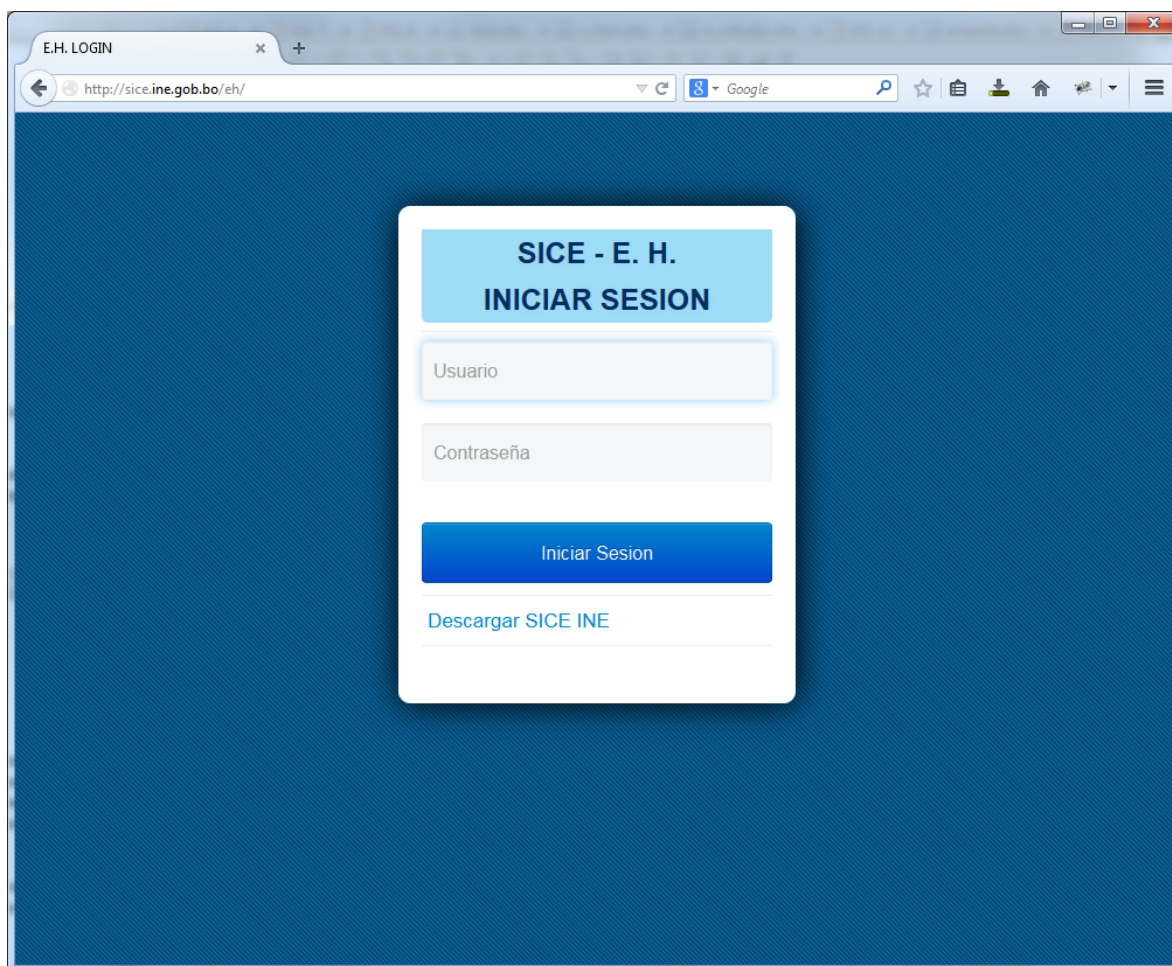 E.H. LOGIN
http://sice.ine.gob.bo/eh/
Google
SICE - E. H.
INICIAR SESION
Usuario
Contraseña
Iniciar Sesion
Descargar SICE INE